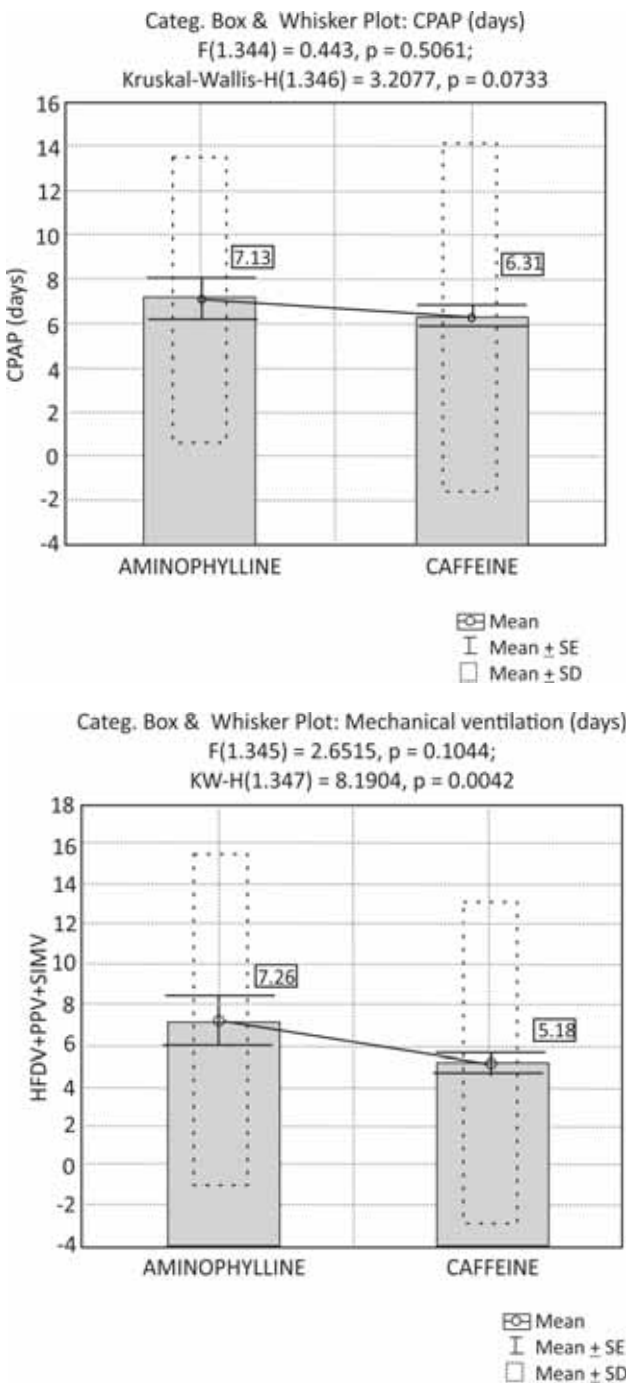 Categ. Box & Whisker Plot: CPAP (days)
F(1.344) = 0.443, p = 0.5061;
Kruskal-Wallis-H(1.346) = 3.2077, p = 0.0733
16
14
12
10
8
6
4
2
0
-2
-4
CPAP (days)
7.13
6.31
AMINOPHYLLINE CAFFEINE
Mean
Mean ± SE
Mean ± SD
Categ. Box & Whisker Plot: Mechanical ventilation (days)
F(1.345) = 2.6515, p = 0.1044;
KW-H(1.347) = 8.1904, p = 0.0042
18
16
14
12
10
8
6
4
2
0
-2
-4
HFDV+PPV+SIMV
7.26
5.18
AMINOPHYLLINE CAFFEINE
Mean
Mean ± SE
Mean ± SD